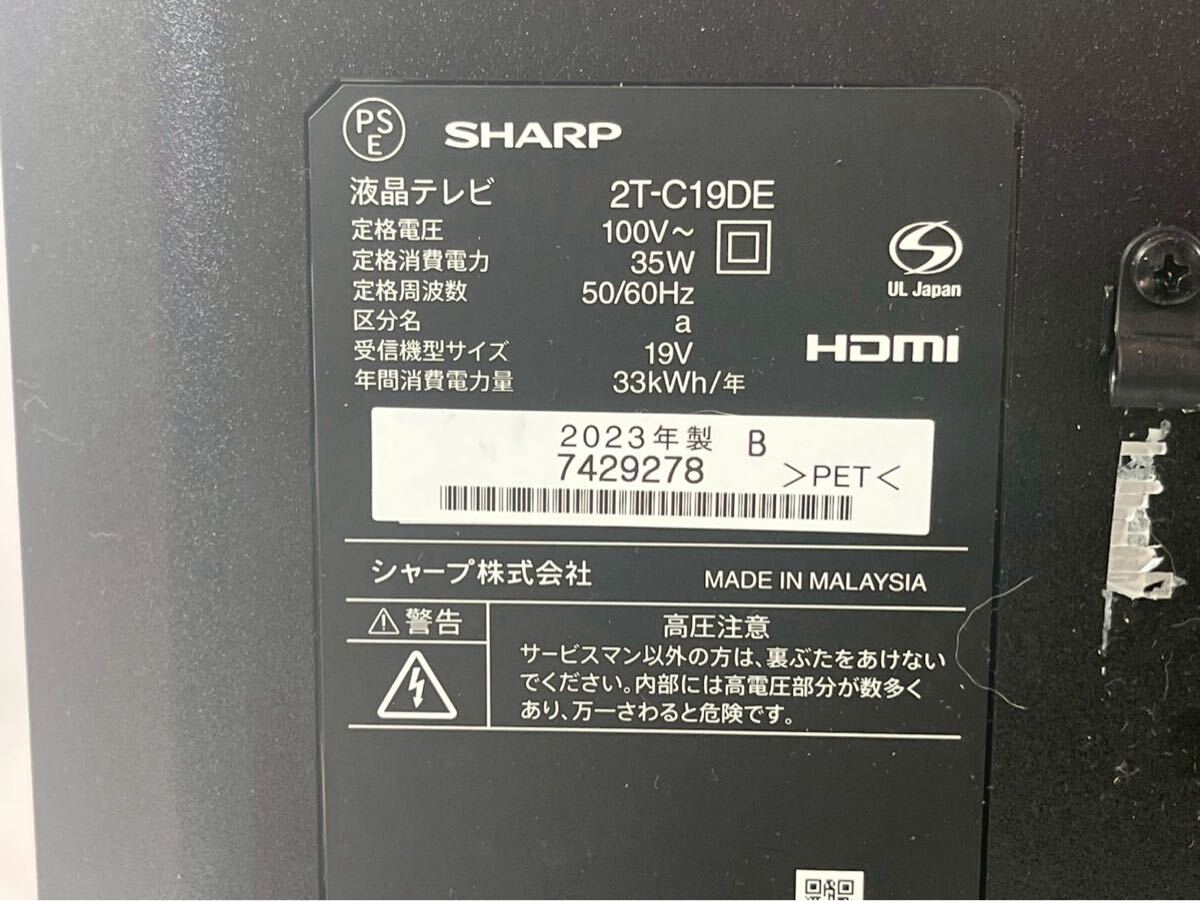 PS
E
SHARP
液晶テレビ 2T-C19DE
定格電圧 100V～
定格消費電力 35W
定格周波数 50/60Hz
区分名 a
受信機型サイズ 19V
年間消費電力量 33kWh/年
UL Japan
HDMI
2023年製 B
7429278 >PET<
シャープ株式会社 MADE IN MALAYSIA
⚠警告
高圧注意
サービスマン以外の方は、裏ぶたをあけない
でください。内部には高電圧部分が数多く
あり、万一さわると危険です。